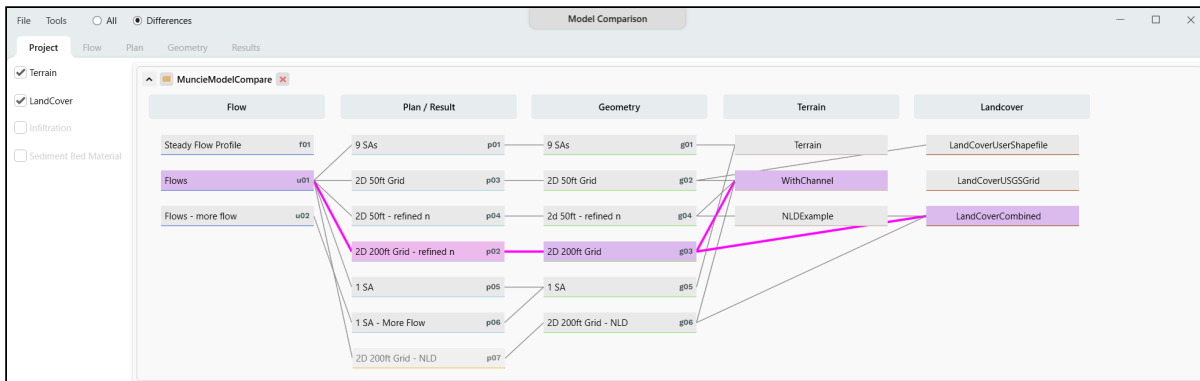 File Tools All Differences Model Comparison
Project Flow Plan Geometry Results
Terrain
LandCover
Infiltration
Sediment Bed Material
MuncieModelCompare
Flow Plan / Result Geometry Terrain Landcover
Steady Flow Profile f01 9 SAs p01 9 SAs g01 Terrain LandCoverUserShapefile
Flows u01 2D 50ft Grid p03 2D 50ft Grid g02 WithChannel LandCoverUSGSGrid
Flows - more flow u02 2D 50ft - refined n p04 2d 50ft - refined n g04 NLDExample LandCoverCombined
2D 200ft Grid - refined n p02 2D 200ft Grid g03
1 SA p05 1 SA g05
1 SA - More Flow p06 2D 200ft Grid - NLD g06
2D 200ft Grid - NLD p07